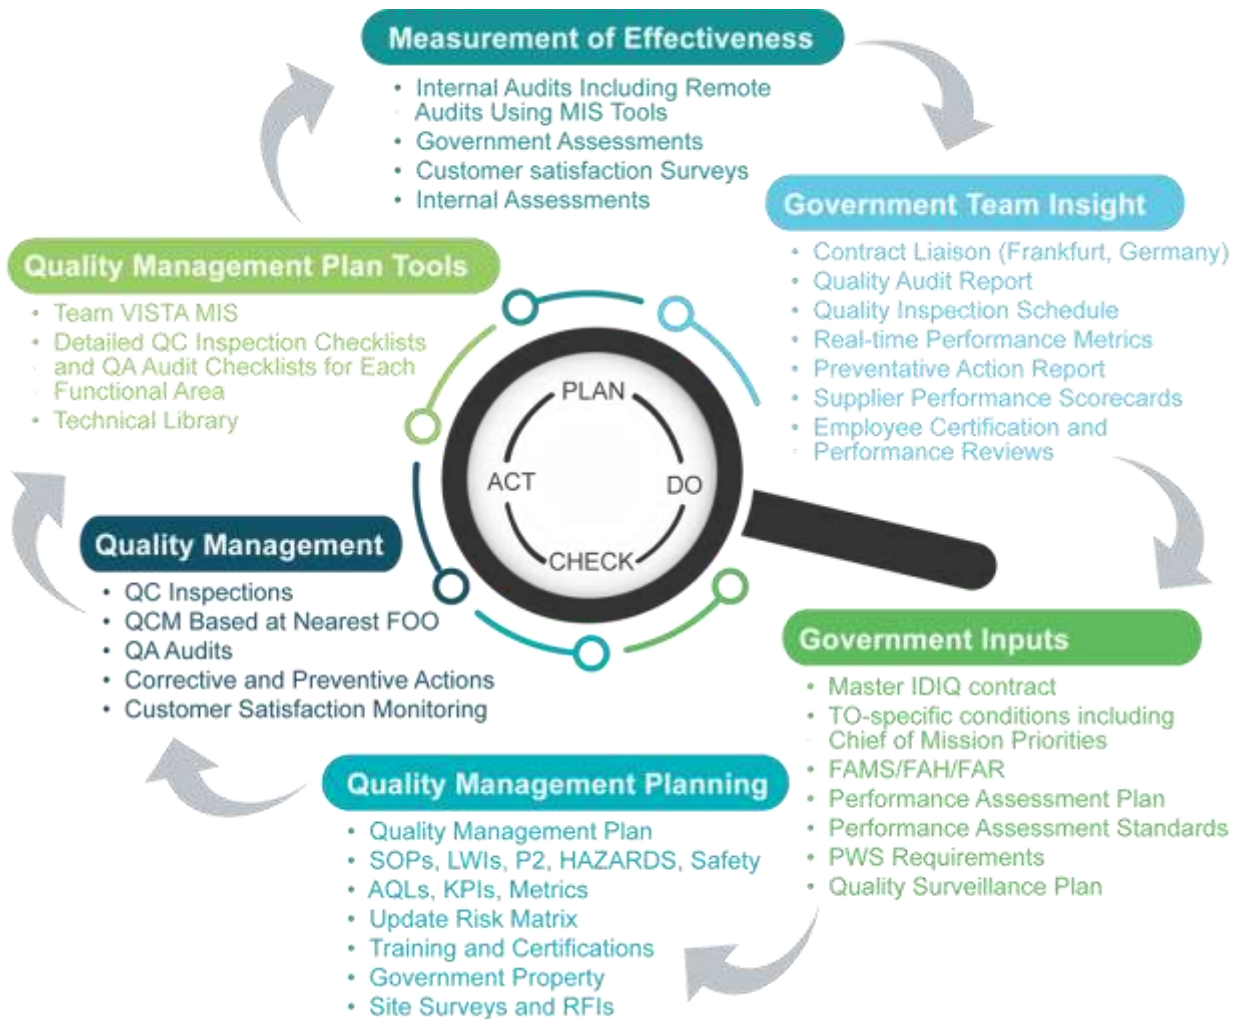 Measurement of Effectiveness
• Internal Audits Including Remote
Audits Using MIS Tools
• Government Assessments
• Customer satisfaction Surveys
• Internal Assessments
Government Team Insight
• Contract Liaison (Frankfurt, Germany)
• Quality Audit Report
• Quality Inspection Schedule
• Real-time Performance Metrics
• Preventative Action Report
• Supplier Performance Scorecards
• Employee Certification and
Performance Reviews
Government Inputs
• Master IDIQ contract
• TO-specific conditions including
Chief of Mission Priorities
• FAMS/FAH/FAR
• Performance Assessment Plan
• Performance Assessment Standards
• PWS Requirements
• Quality Surveillance Plan
Quality Management Planning
• Quality Management Plan
• SOPs, LWIs, P2, HAZARDS, Safety
• AQLs, KPIs, Metrics
• Update Risk Matrix
• Training and Certifications
• Government Property
• Site Surveys and RFIs
Quality Management
• QC Inspections
• QCM Based at Nearest FOO
• QA Audits
• Corrective and Preventive Actions
• Customer Satisfaction Monitoring
Quality Management Plan Tools
• Team VISTA MIS
• Detailed QC Inspection Checklists
and QA Audit Checklists for Each
Functional Area
• Technical Library
PLAN
DO
CHECK
ACT